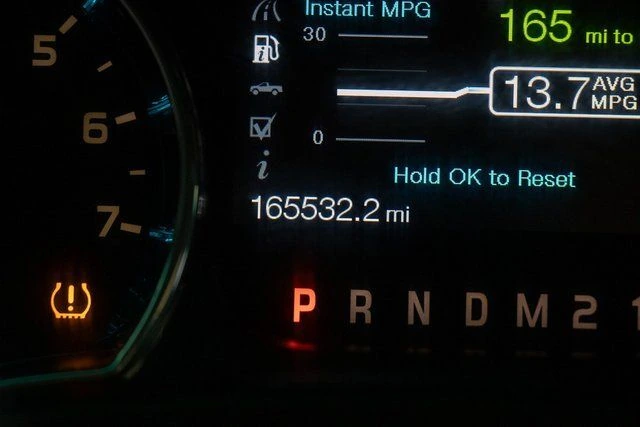 Instant MPG
30
165 mi to
13.7 AVG MPG
0
Hold OK to Reset
165532.2 mi
5
6
7
P R N D M 2 1